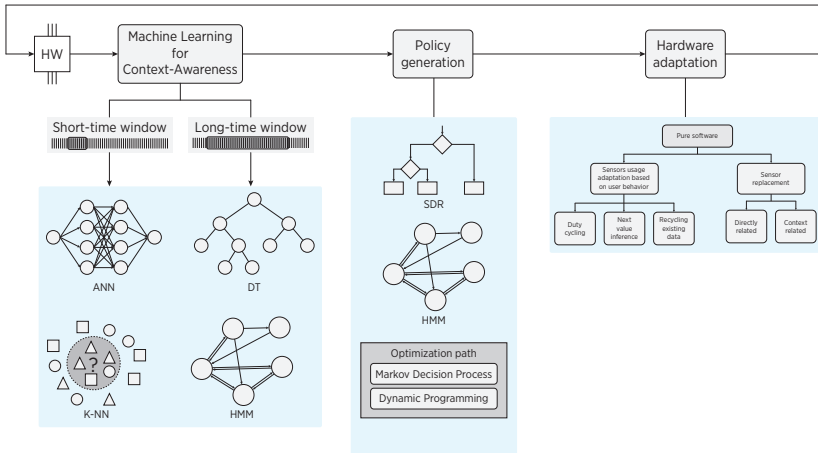 HW
Machine Learning
for
Context-Awareness
Policy
generation
Hardware
adaptation
Short-time window
Long-time window
ANN
DT
?
K-NN
HMM
SDR
HMM
Optimization path
Markov Decision Process
Dynamic Programming
Pure software
Sensors usage
adaptation based
on user behavior
Sensor
replacement
Duty
cycling
Next
value
inference
Recycling
existing
data
Directly
related
Context
related